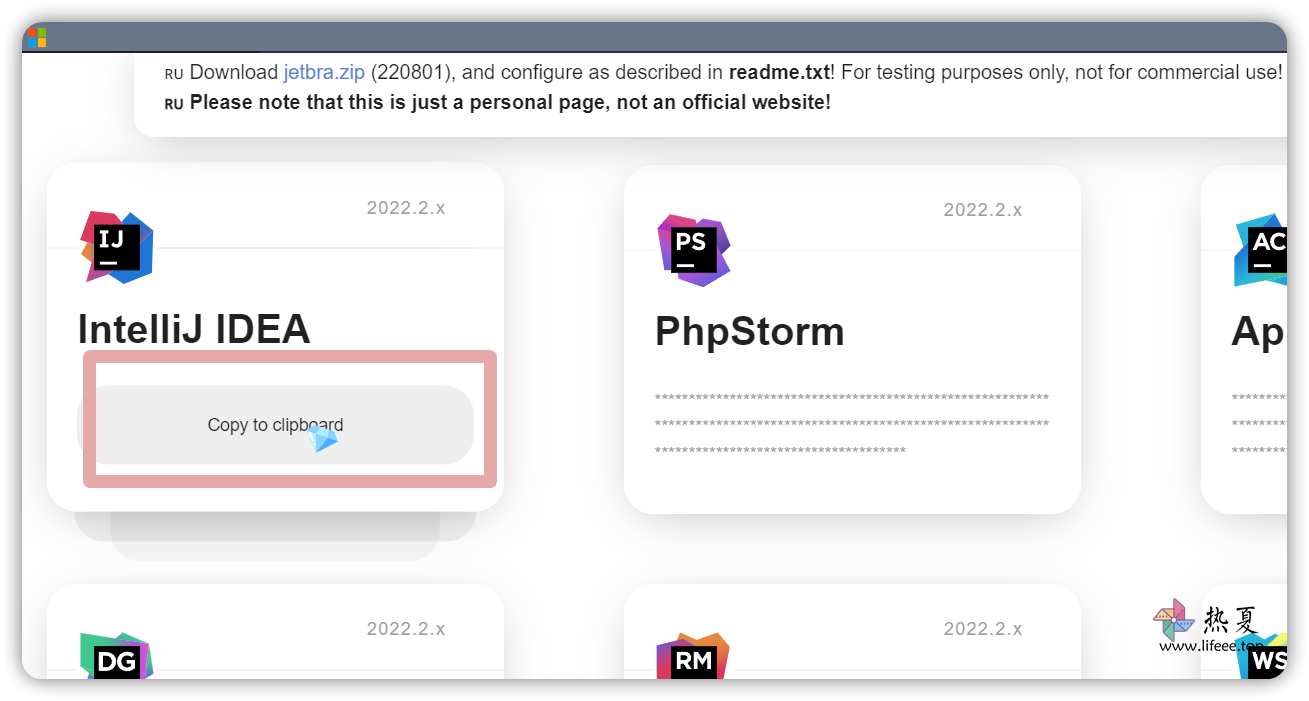 RU Download jetbra.zip (220801), and configure as described in readme.txt! For testing purposes only, not for commercial use!
RU Please note that this is just a personal page, not an official website!
2022.2.x
2022.2.x
IJ
PS
AC
IntelliJ IDEA
PhpStorm
Ap
Copy to clipboard
***********************************************************
***********************************************************
*************************************
2022.2.x
2022.2.x
DG
RM
WS
热夏
www.lifeee.top